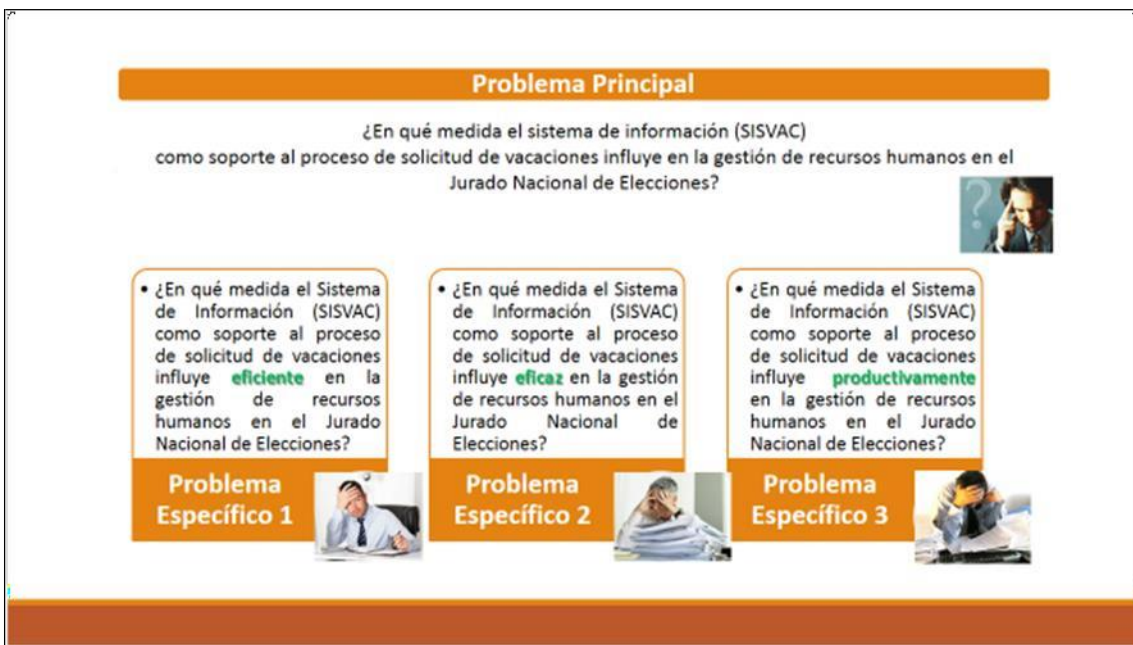 Problema Principal
¿En qué medida el sistema de información (SISVAC)
como soporte al proceso de solicitud de vacaciones influye en la gestión de recursos humanos en el
Jurado Nacional de Elecciones?
?
• ¿En qué medida el Sistema
de Información (SISVAC)
como soporte al proceso
de solicitud de vacaciones
influye eficiente en la
gestión de recursos
humanos en el Jurado
Nacional de Elecciones?
Problema
Específico 1
• ¿En qué medida el Sistema
de Información (SISVAC)
como soporte al proceso
de solicitud de vacaciones
influye eficaz en la gestión
de recursos humanos en el
Jurado Nacional de
Elecciones?
Problema
Específico 2
• ¿En qué medida el Sistema
de Información (SISVAC)
como soporte al proceso
de solicitud de vacaciones
influye productivamente
en la gestión de recursos
humanos en el Jurado
Nacional de Elecciones?
Problema
Específico 3